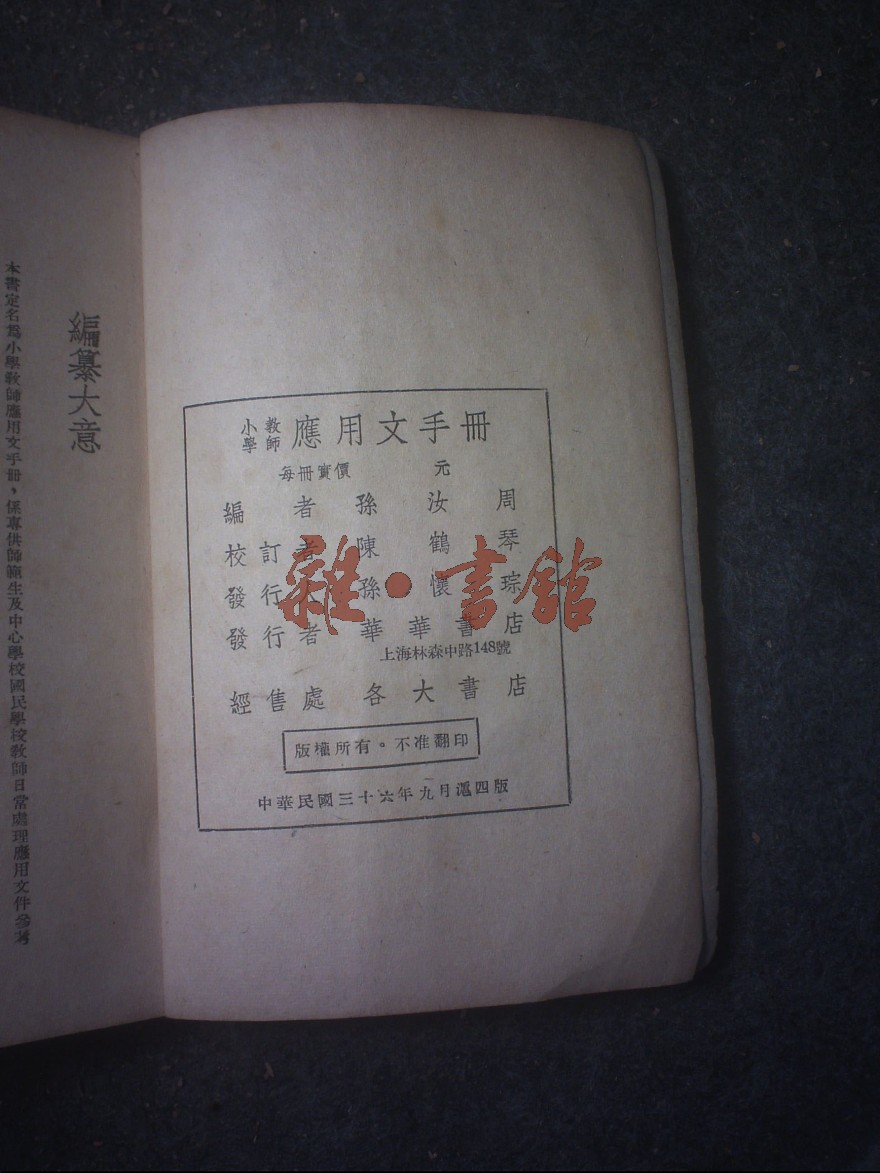 小學教師 應用文手冊
每冊實價 元
編者 孫汝周
校訂者 陳鶴琴
發行人 孫懷琮
發行者 華華書店
上海林森中路148號
經售處 各大書店
版權所有。不准翻印
中華民國三十六年九月滬四版
雜·書館
編纂大意
本書定名爲小學教師應用文手冊,係專供師範生及中心學校國民學校教師日常處理應用文件參考